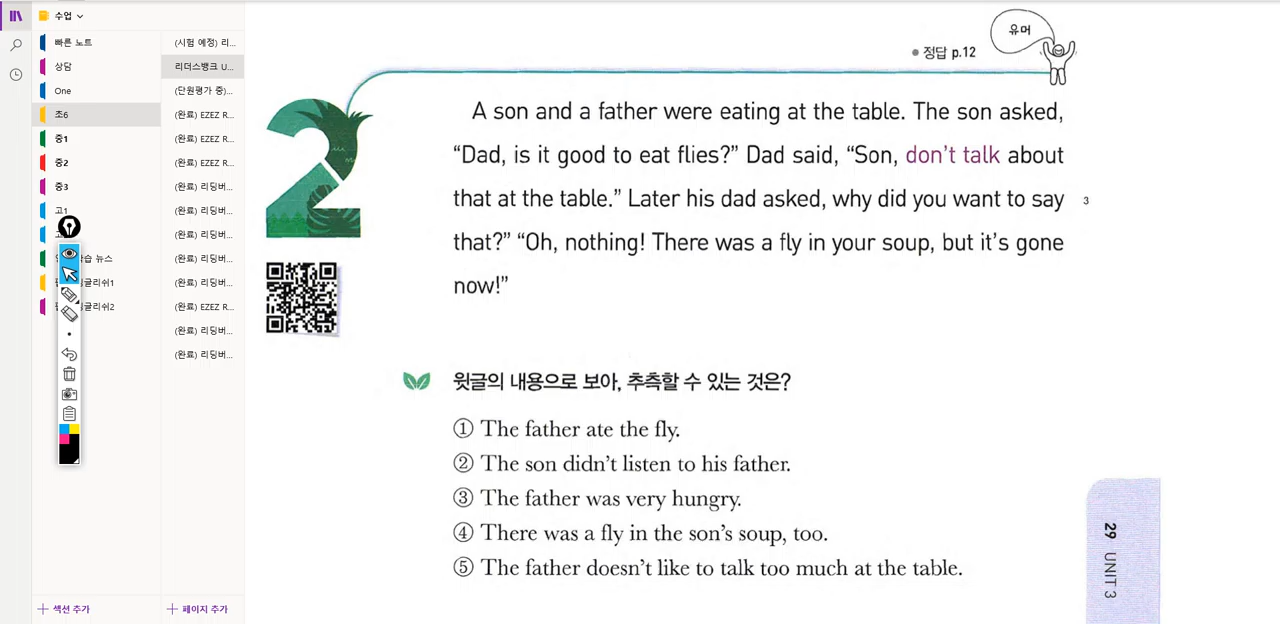 수업
빠른 노트
상담
One
초6
중1
중2
중3
고1
습 뉴스
글리쉬1
글리쉬2
섹션 추가
(시험 예정) 리...
리더스뱅크 U...
(단원평가 중)...
(완료) EZEZ R...
(완료) EZEZ R...
(완료) EZEZ R...
(완료) 리딩버...
(완료) 리딩버...
(완료) 리딩버...
(완료) 리딩버...
(완료) 리딩버...
(완료) EZEZ R...
(완료) 리딩버...
(완료) 리딩버...
페이지 추가
유머
정답 p.12
2
A son and a father were eating at the table. The son asked,
“Dad, is it good to eat flies?” Dad said, “Son, don’t talk about
that at the table.” Later his dad asked, why did you want to say
3
that?” “Oh, nothing! There was a fly in your soup, but it’s gone
now!”
윗글의 내용으로 보아, 추측할 수 있는 것은?
① The father ate the fly.
② The son didn’t listen to his father.
③ The father was very hungry.
④ There was a fly in the son’s soup, too.
⑤ The father doesn’t like to talk too much at the table.
29 UNIT 3